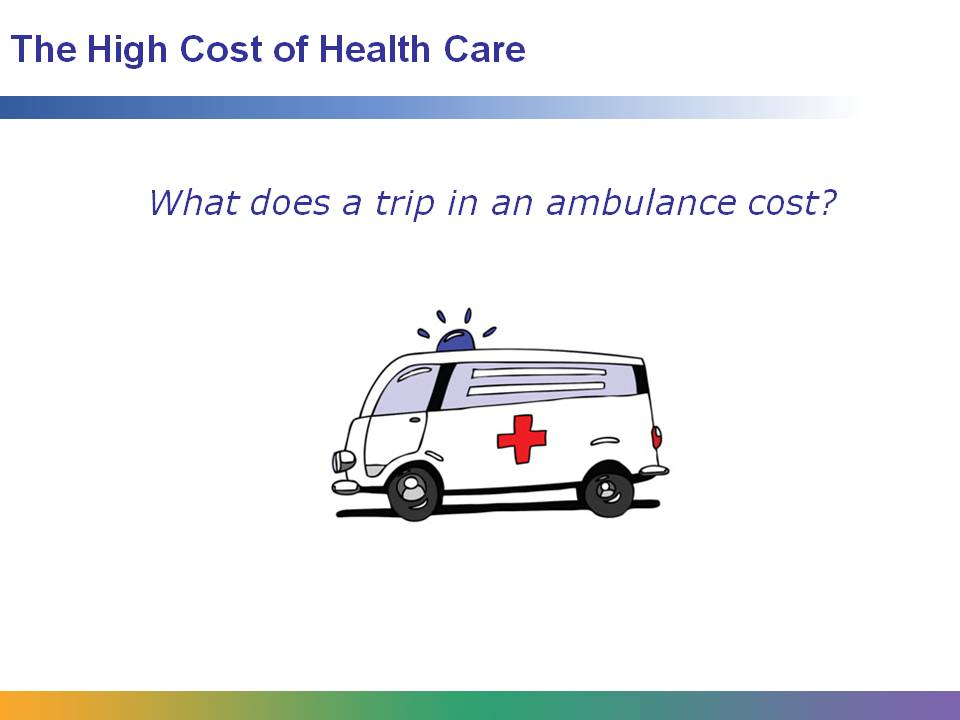 The High Cost of Health Care
What does a trip in an ambulance cost?